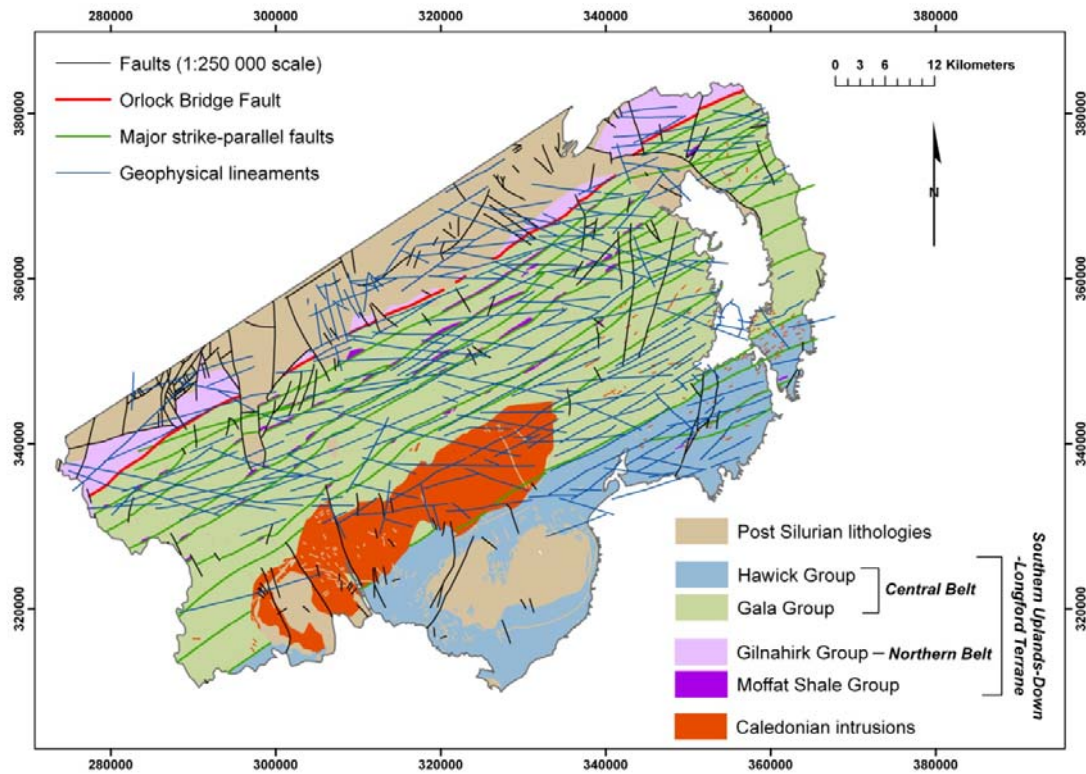 280000 300000 320000 340000 360000 380000
Faults (1:250 000 scale)
Orlock Bridge Fault
Major strike-parallel faults
Geophysical lineaments
0 3 6 12 Kilometers
N
380000
360000
340000
320000
380000
360000
340000
320000
Post Silurian lithologies
Hawick Group
Gala Group
Central Belt
Gilnahirk Group – Northern Belt
Moffat Shale Group
Caledonian intrusions
Southern Uplands-Down
-Longford Terrane
280000 300000 320000 340000 360000 380000